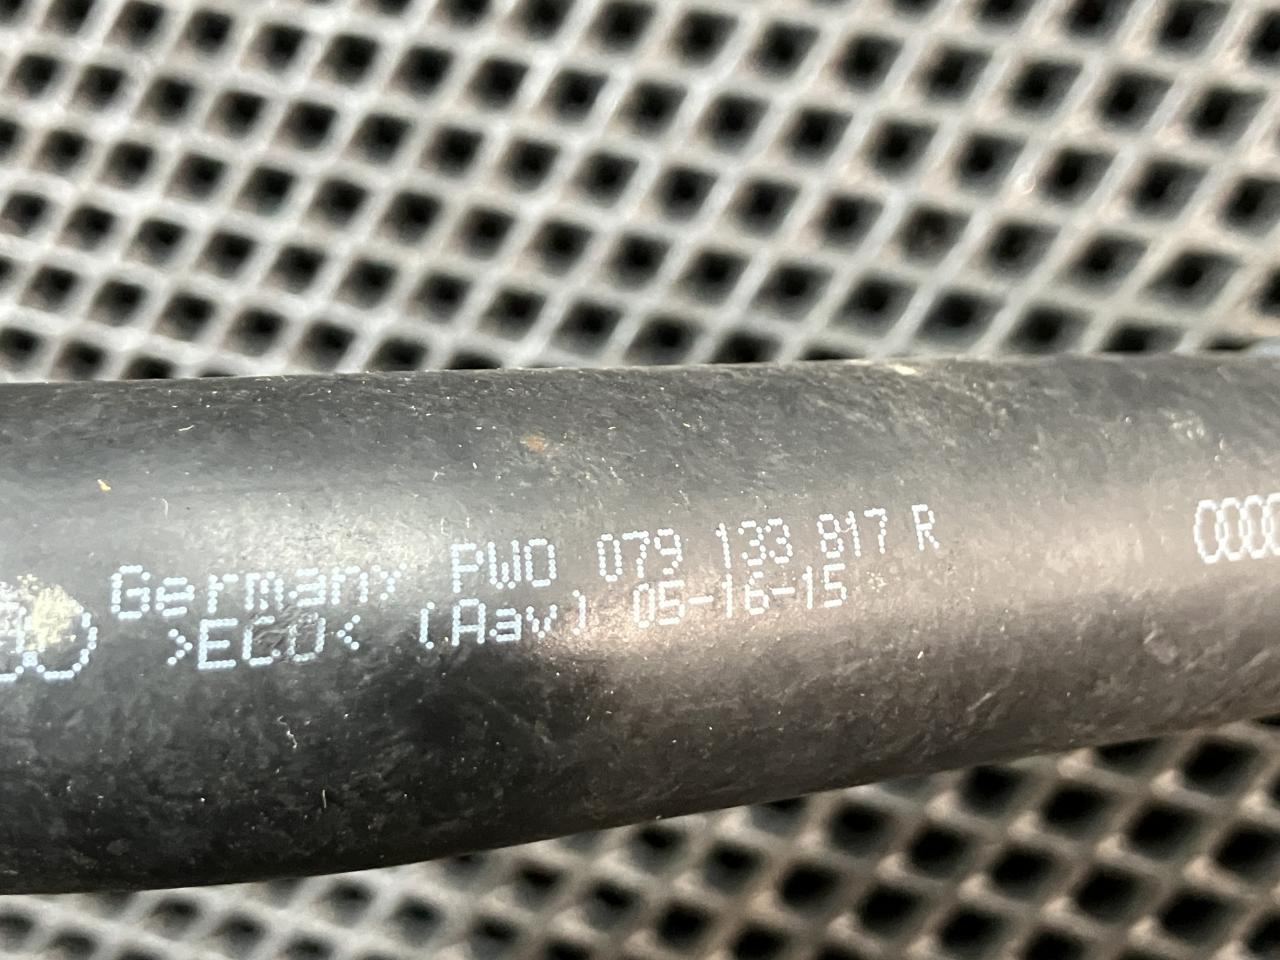 Germany PWO 079 133 817 R
>ECO< (Aav) 05-16-15